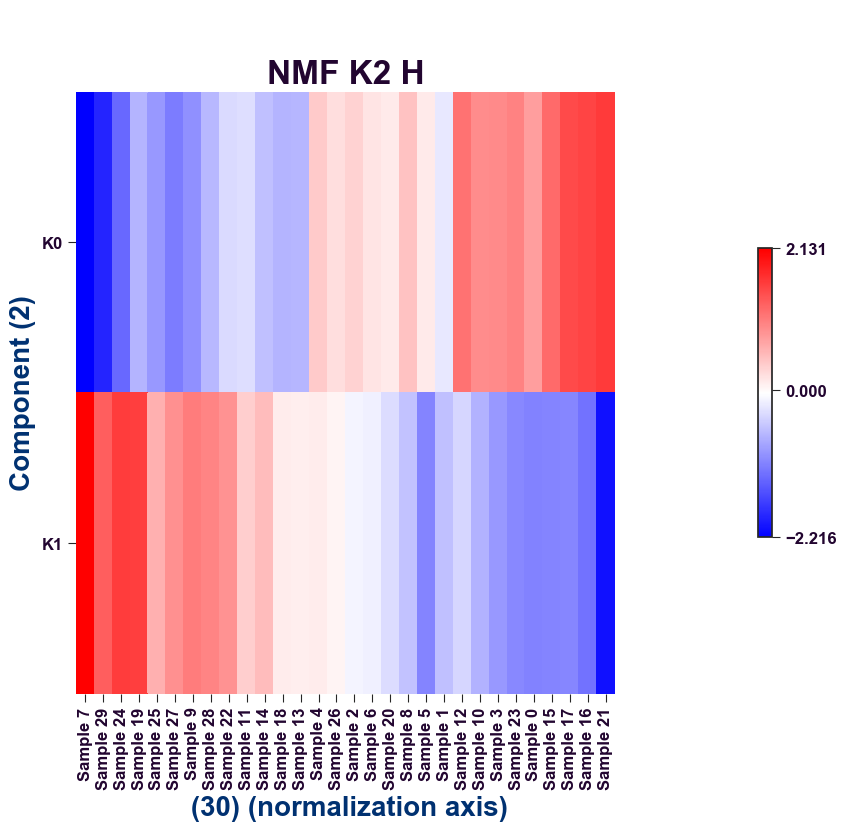 NMF K2 H
K0
K1
Component (2)
2.131
0.000
−2.216
Sample 7
Sample 29
Sample 24
Sample 19
Sample 25
Sample 27
Sample 9
Sample 28
Sample 22
Sample 11
Sample 14
Sample 18
Sample 13
Sample 4
Sample 26
Sample 2
Sample 6
Sample 20
Sample 8
Sample 5
Sample 1
Sample 12
Sample 10
Sample 3
Sample 23
Sample 0
Sample 15
Sample 17
Sample 16
Sample 21
(30) (normalization axis)